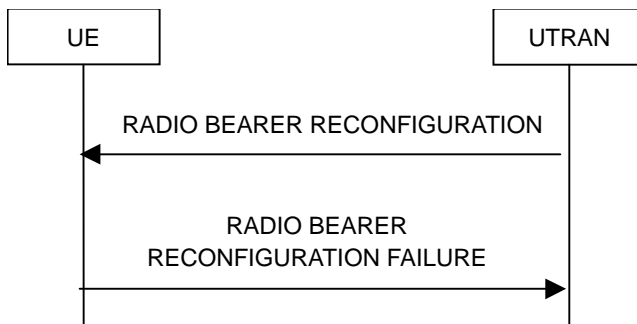 UE
UTRAN
RADIO BEARER RECONFIGURATION
RADIO BEARER
RECONFIGURATION FAILURE